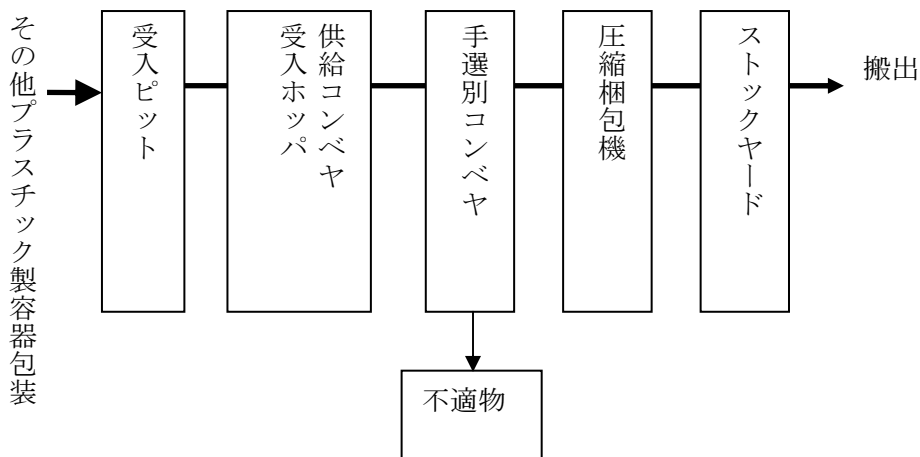 その他プラスチック製容器包装
受入ピット
供給コンベヤ
受入ホッパ
手選別コンベヤ
圧縮梱包機
ストックヤード
搬出
不適物